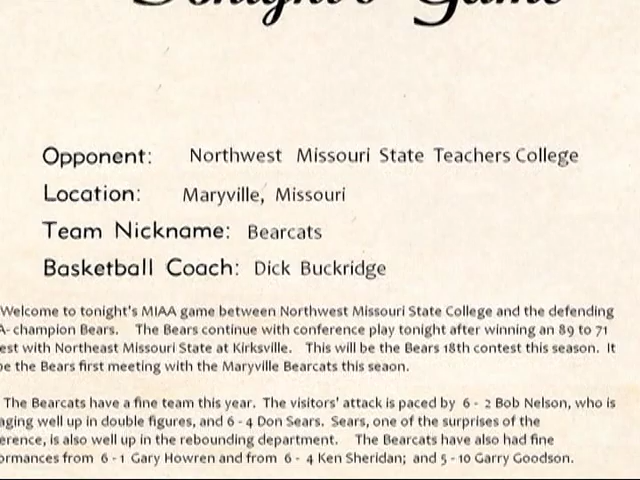 Tonight's Game
Opponent: Northwest Missouri State Teachers College
Location: Maryville, Missouri
Team Nickname: Bearcats
Basketball Coach: Dick Buckridge
Welcome to tonight's MIAA game between Northwest Missouri State College and the defending
A- champion Bears. The Bears continue with conference play tonight after winning an 89 to 71
est with Northeast Missouri State at Kirksville. This will be the Bears 18th contest this season. It
be the Bears first meeting with the Maryville Bearcats this seaon.
The Bearcats have a fine team this year. The visitors' attack is paced by 6 - 2 Bob Nelson, who is
aging well up in double figures, and 6 - 4 Don Sears. Sears, one of the surprises of the
erence, is also well up in the rebounding department. The Bearcats have also had fine
ormances from 6 - 1 Gary Howren and from 6 - 4 Ken Sheridan; and 5 - 10 Garry Goodson.